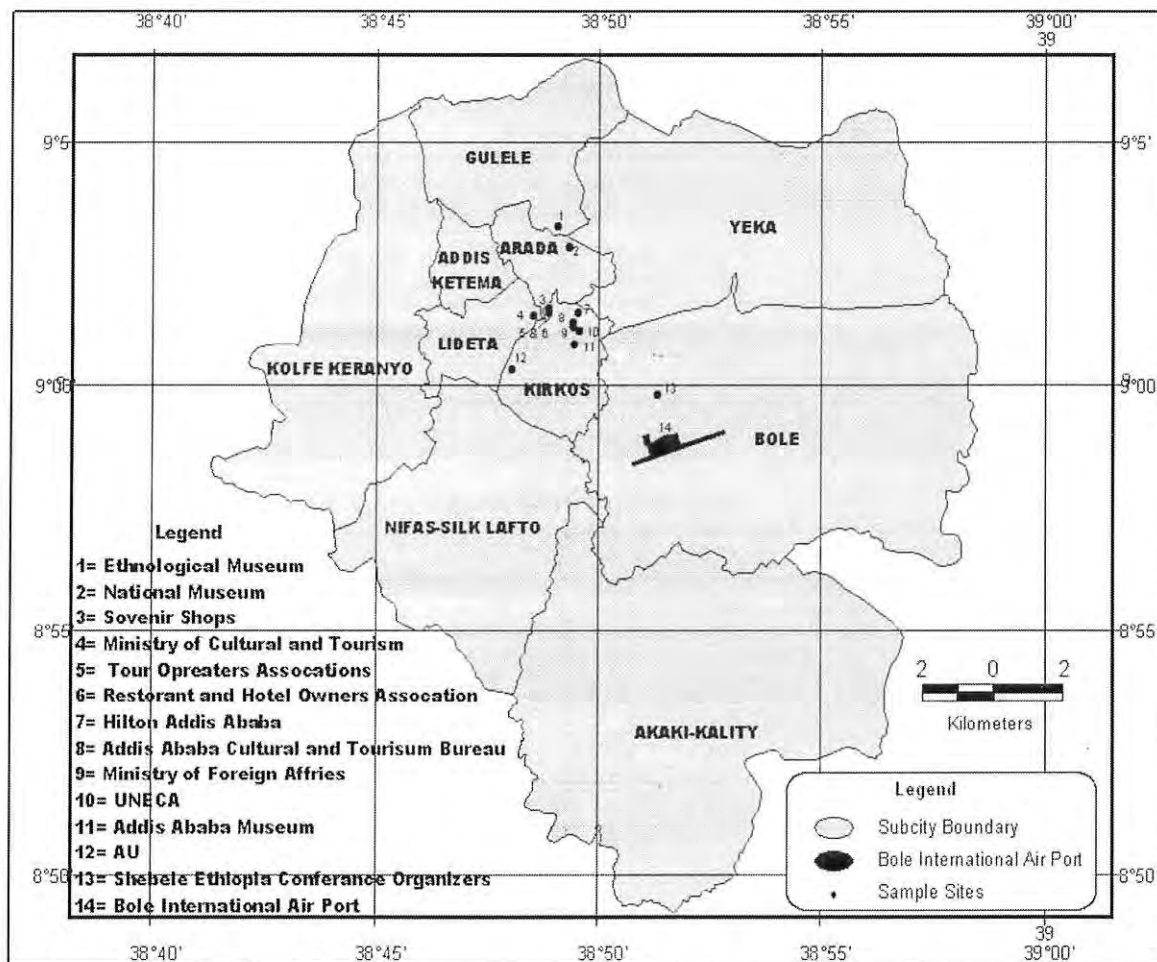 38°40' 38°45' 38°50' 38°55' 39°00'
39
9°5' 9°5'
GULELE
YEKA
1
ARADA
2
ADDIS
KETEMA
3
4 7
8
5 8 6 9 10
LIDETA
11
12
KOLFE KERANYO
KIRKOS
9°00' 9°00'
13
14
BOLE
NIFAS-SILK LAFTO
Legend
1= Ethnological Museum
2= National Museum
3= Sovenir Shops
4= Ministry of Cultural and Tourism
5= Tour Opreaters Assocations
6= Restorant and Hotel Owners Assocation
7= Hilton Addis Ababa
8= Addis Ababa Cultural and Tourisum Bureau
9= Ministry of Foreign Affries
10= UNECA
11= Addis Ababa Museum
12= AU
13= Shebele Ethiopia Conferance Organizers
14= Bole International Air Port
8°55' 8°55'
2 0 2
Kilometers
AKAKI-KALITY
Legend
Subcity Boundary
Bole International Air Port
Sample Sites
8°50' 8°50'
38°40' 38°45' 38°50' 38°55' 39°00'
39